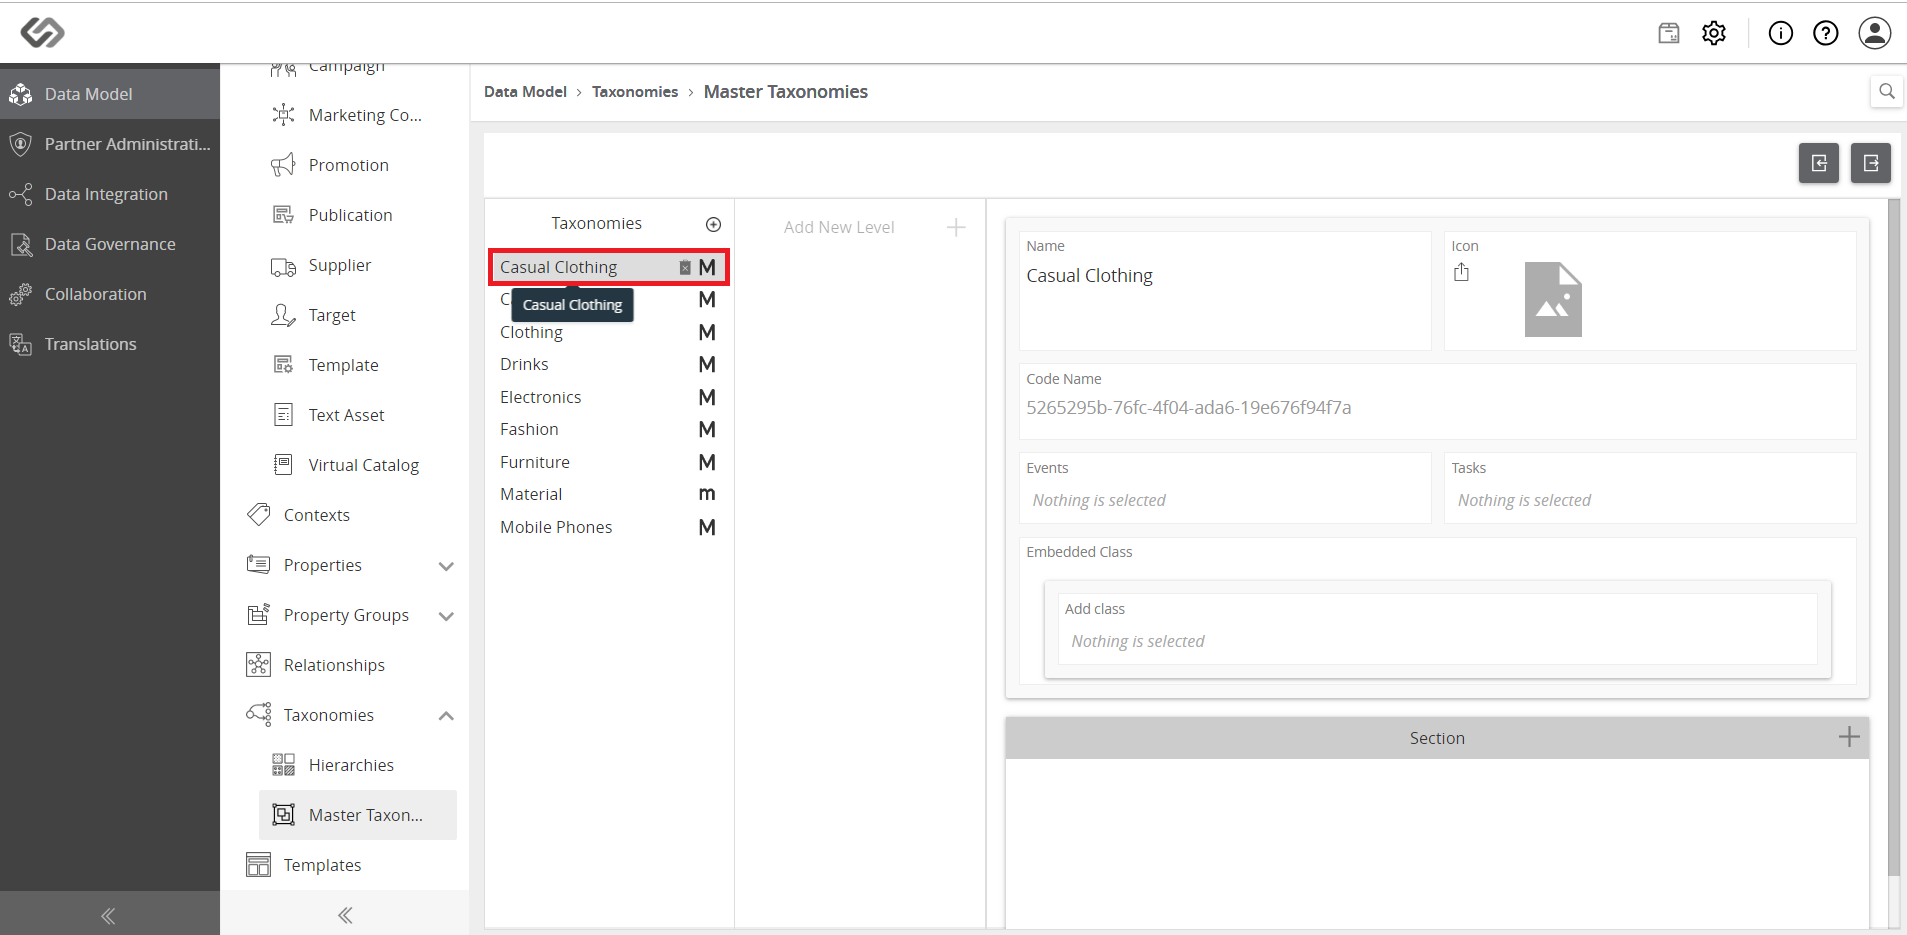 Data Model
Partner Administrati...
Data Integration
Data Governance
Collaboration
Translations
Campaign
Marketing Co...
Promotion
Publication
Supplier
Target
Template
Text Asset
Virtual Catalog
Contexts
Properties
Property Groups
Relationships
Taxonomies
Hierarchies
Master Taxon...
Templates
Data Model › Taxonomies › Master Taxonomies
Taxonomies
Casual Clothing M
M
Casual Clothing
Clothing M
Drinks M
Electronics M
Fashion M
Furniture M
Material m
Mobile Phones M
Add New Level
Name
Casual Clothing
Icon
Code Name
5265295b-76fc-4f04-ada6-19e676f94f7a
Events
Nothing is selected
Tasks
Nothing is selected
Embedded Class
Add class
Nothing is selected
Section